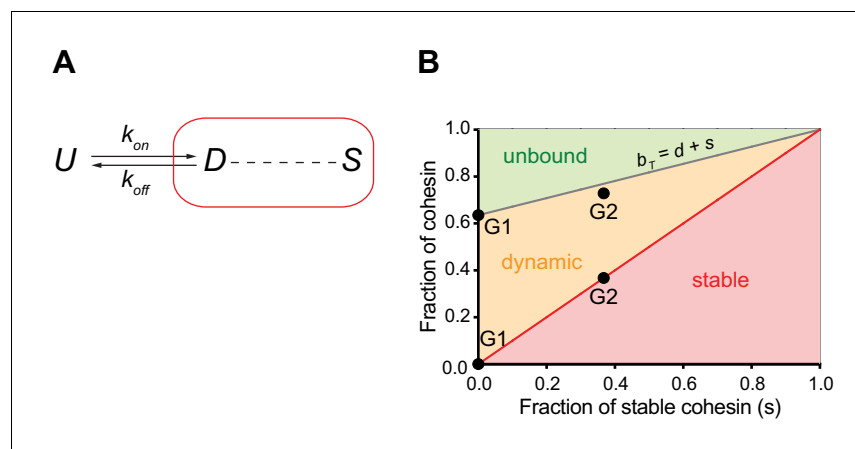 A
U
k_on
k_off
D
S
B
Fraction of cohesin
1.0
0.8
0.6
0.4
0.2
0.0
unbound
b_T = d + s
G1
G2
dynamic
G2
stable
G1
0.0 0.2 0.4 0.6 0.8 1.0
Fraction of stable cohesin (s)